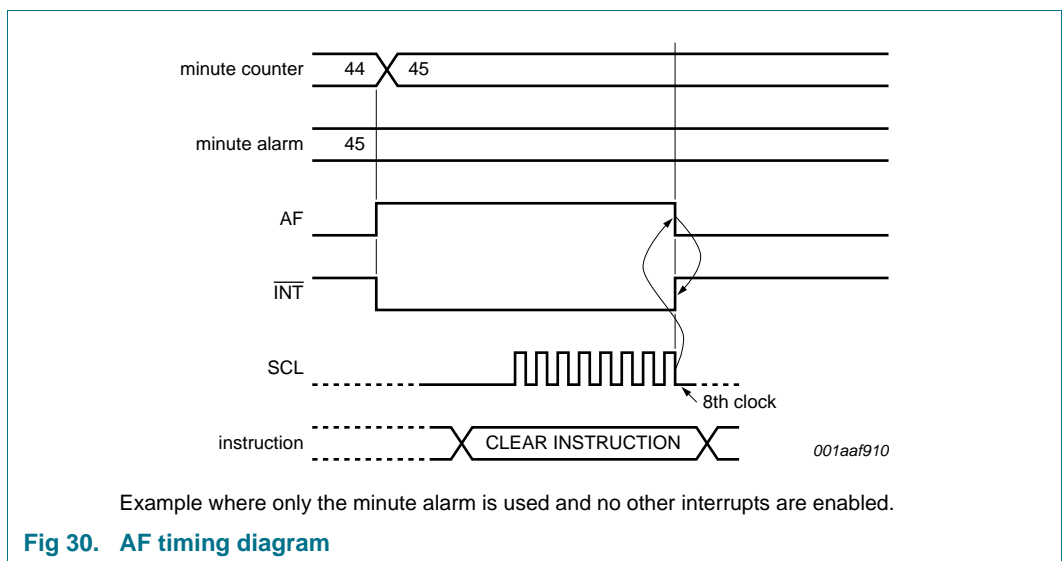 minute counter 44 45
minute alarm 45
AF
INT
SCL
8th clock
instruction CLEAR INSTRUCTION 001aaf910
Example where only the minute alarm is used and no other interrupts are enabled.
Fig 30. AF timing diagram